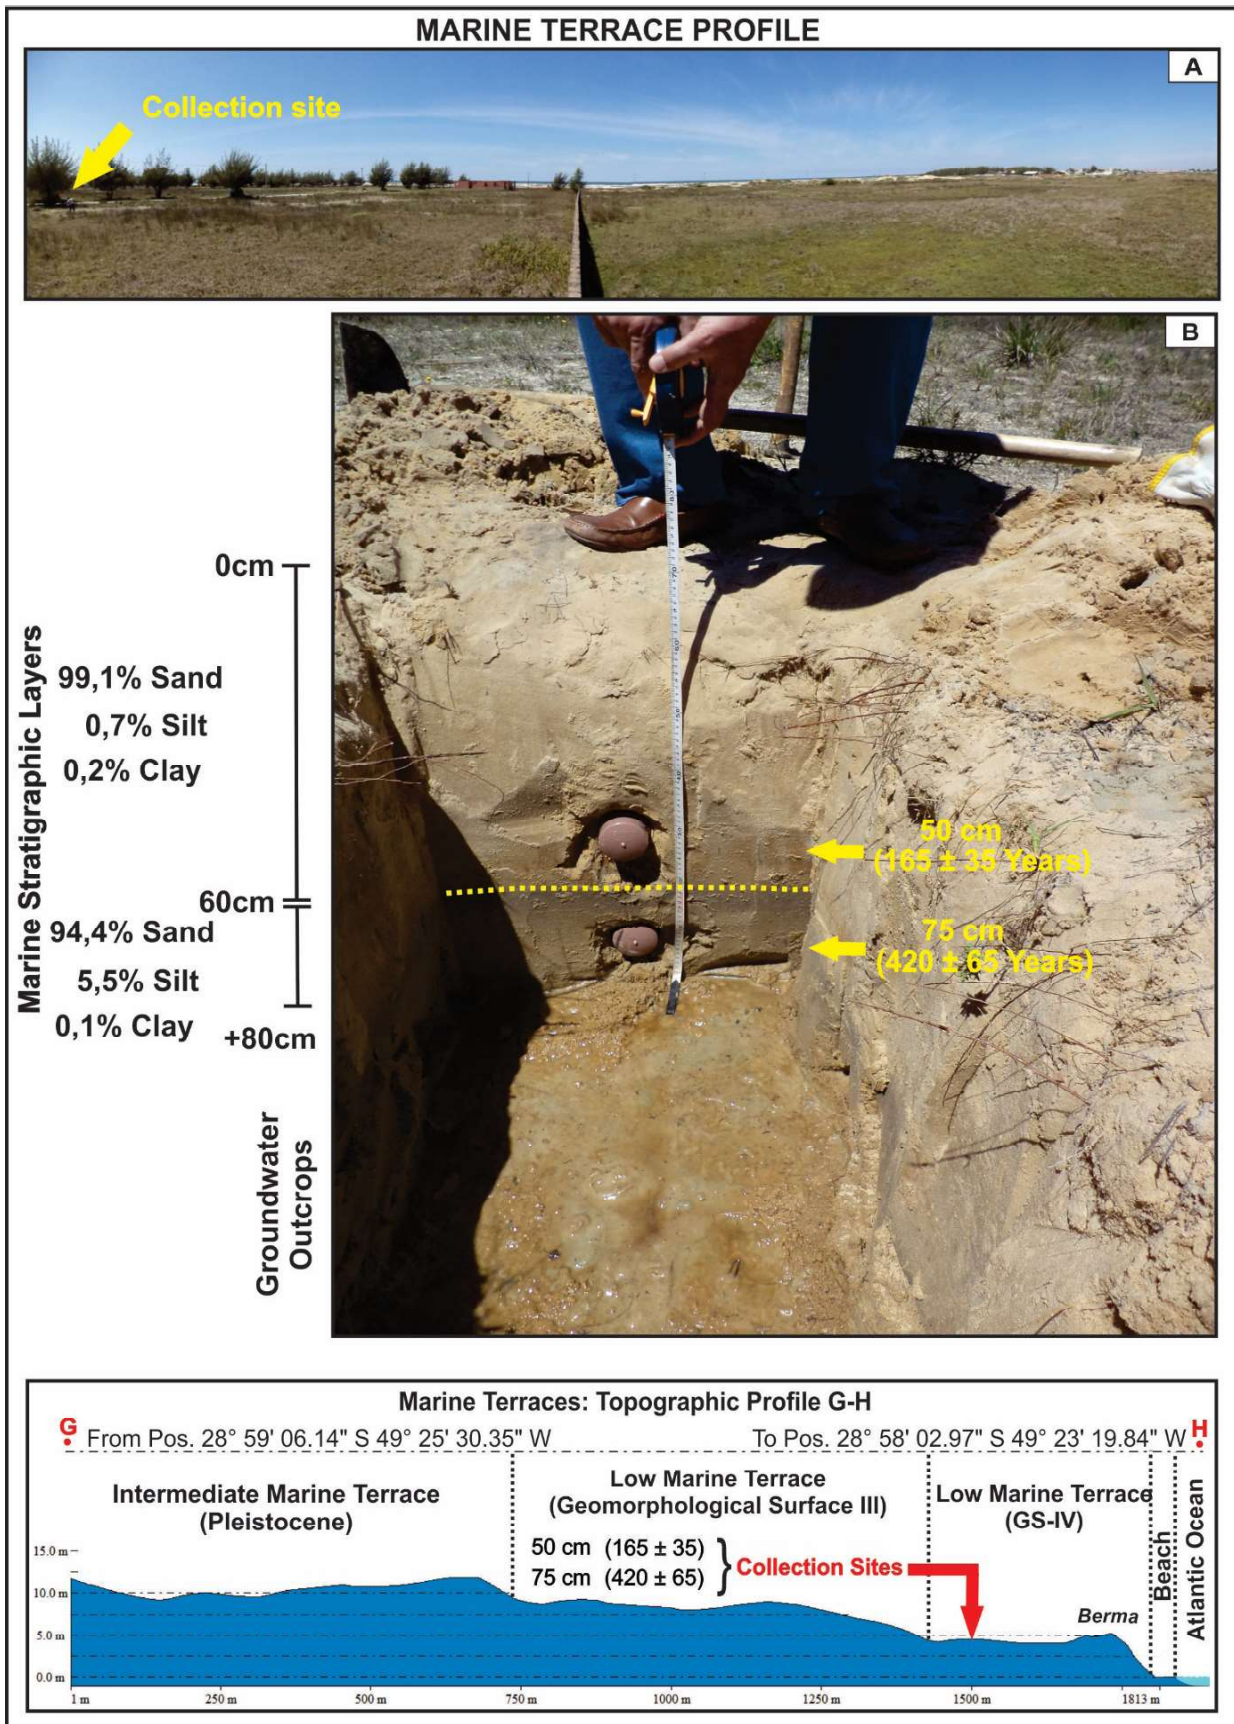 MARINE TERRACE PROFILE
A
Collection site
B
Marine Stratigraphic Layers
0cm
99,1% Sand
0,7% Silt
0,2% Clay
50 cm
(165 ± 35 Years)
60cm
94,4% Sand
5,5% Silt
0,1% Clay
75 cm
(420 ± 65 Years)
+80cm
Groundwater
Outcrops
Marine Terraces: Topographic Profile G-H
G
From Pos. 28° 59' 06.14" S 49° 25' 30.35" W
To Pos. 28° 58' 02.97" S 49° 23' 19.84" W
H
Intermediate Marine Terrace
(Pleistocene)
Low Marine Terrace
(Geomorphological Surface III)
Low Marine Terrace
(GS-IV)
Beach
Atlantic Ocean
50 cm (165 ± 35)
75 cm (420 ± 65)
Collection Sites
Berma
15.0 m
10.0 m
5.0 m
0.0 m
1 m
250 m
500 m
750 m
1000 m
1250 m
1500 m
1813 m